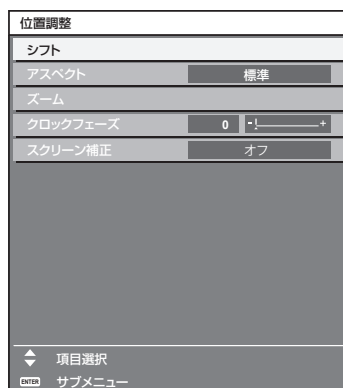 位置調整
シフト
アスペクト 標準
ズーム
クロックフェーズ 0 - +
スクリーン補正 オフ
項目選択
ENTER サブメニュー